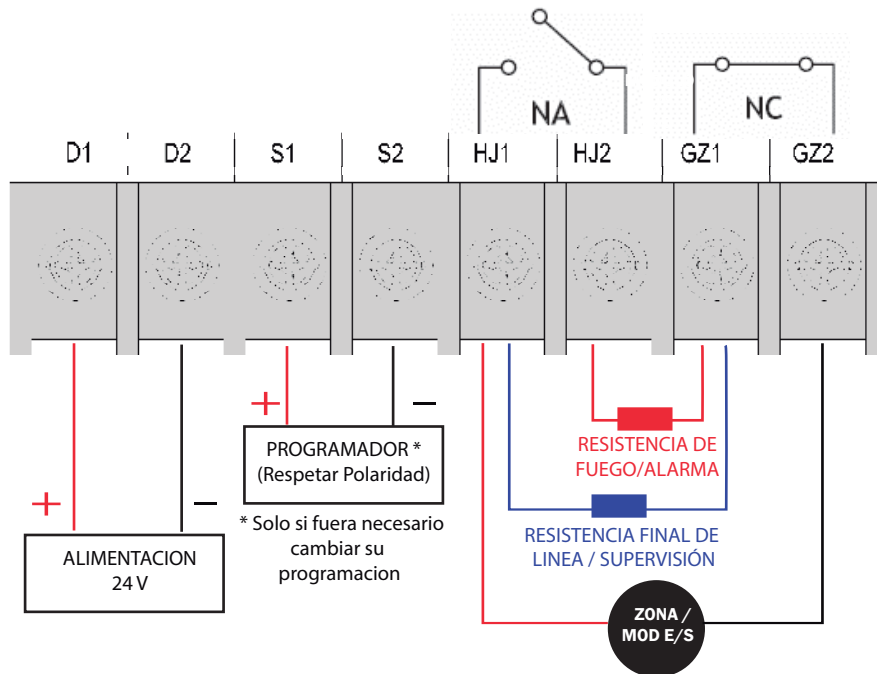 NA
NC
D1 D2 S1 S2 HJ1 HJ2 GZ1 GZ2
+ −
PROGRAMADOR *
(Respetar Polaridad)
* Solo si fuera necesario
cambiar su
programacion
+ −
ALIMENTACION
24 V
RESISTENCIA DE
FUEGO/ALARMA
RESISTENCIA FINAL DE
LINEA / SUPERVISIÓN
ZONA /
MOD E/S